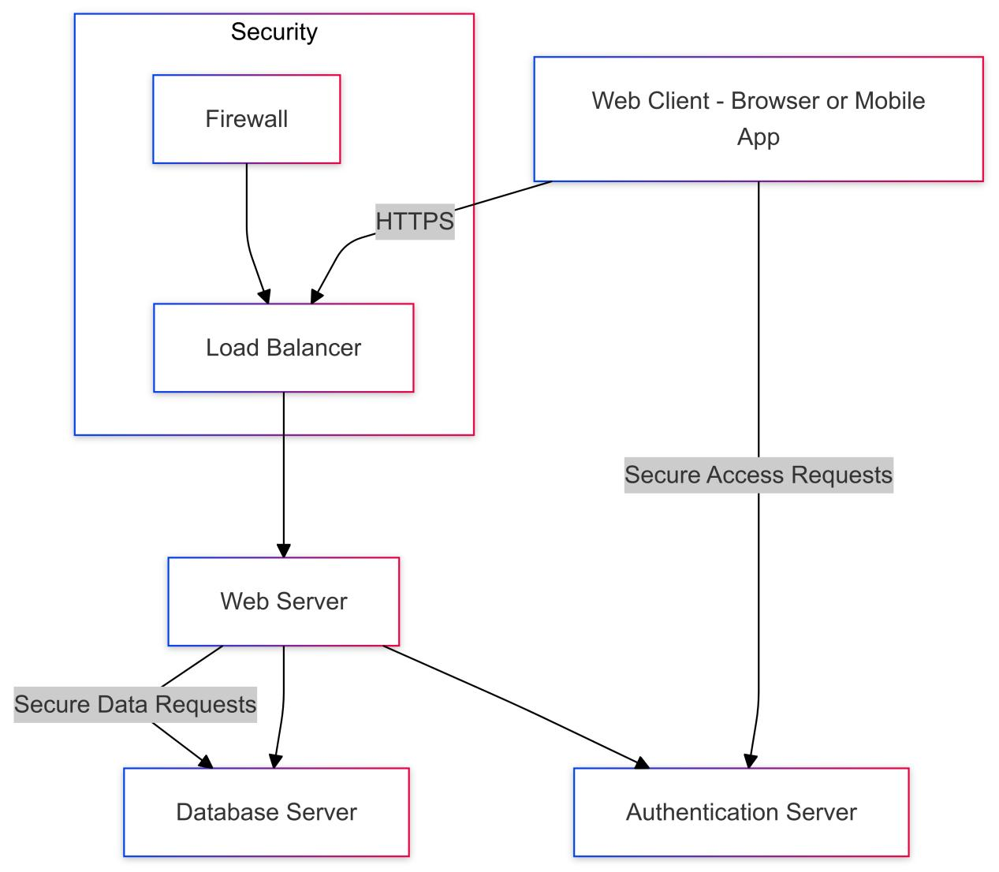 Security
Firewall
Web Client - Browser or Mobile
App
HTTPS
Load Balancer
Secure Access Requests
Web Server
Secure Data Requests
Database Server
Authentication Server